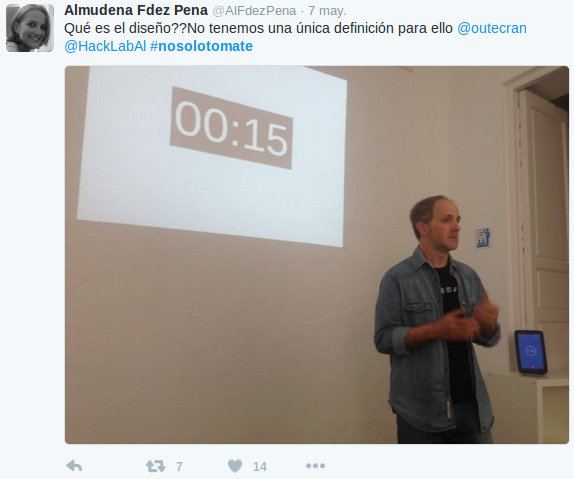 Almudena Fdez Pena @AlFdezPena · 7 may.
Qué es el diseño??No tenemos una única definición para ello @outecran
@HackLabAl #nosolotomate
00:15
7
14